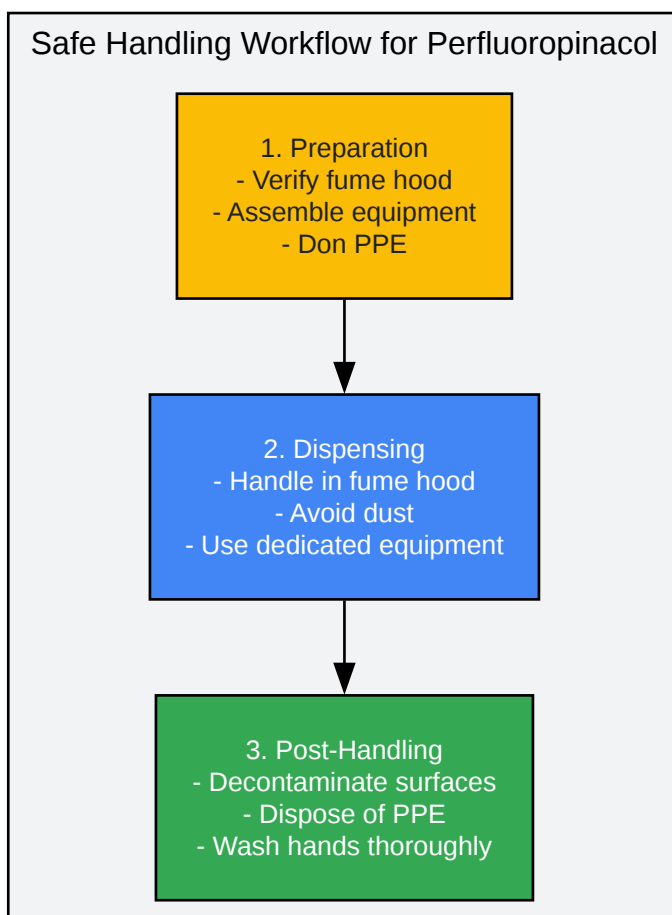 Safe Handling Workflow for Perfluoropinacol
1. Preparation
- Verify fume hood
- Assemble equipment
- Don PPE
2. Dispensing
- Handle in fume hood
- Avoid dust
- Use dedicated equipment
3. Post-Handling
- Decontaminate surfaces
- Dispose of PPE
- Wash hands thoroughly